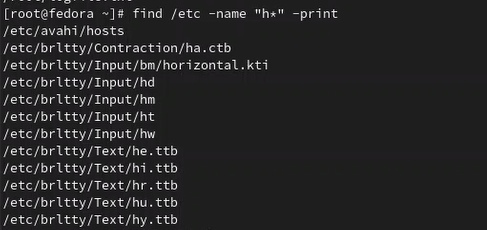 [root@fedora ~]# find /etc -name "h*" -print
/etc/avahi/hosts
/etc/brltty/Contraction/ha.ctb
/etc/brltty/Input/bm/horizontal.kti
/etc/brltty/Input/hd
/etc/brltty/Input/hm
/etc/brltty/Input/ht
/etc/brltty/Input/hw
/etc/brltty/Text/he.ttb
/etc/brltty/Text/hi.ttb
/etc/brltty/Text/hr.ttb
/etc/brltty/Text/hu.ttb
/etc/brltty/Text/hy.ttb